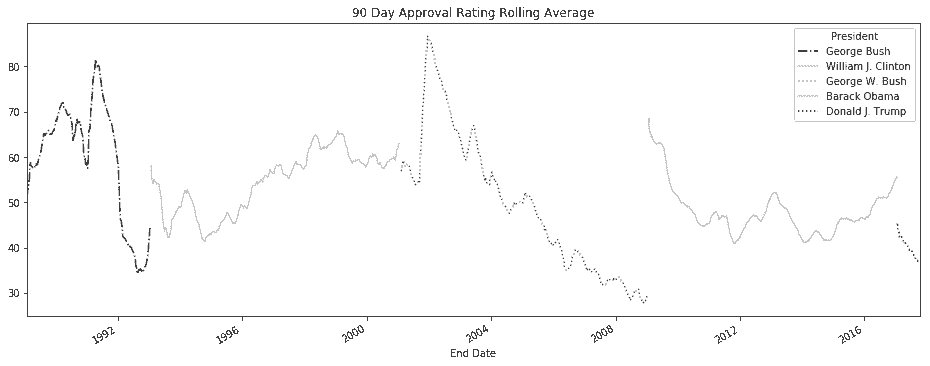 90 Day Approval Rating Rolling Average
President
George Bush
William J. Clinton
George W. Bush
Barack Obama
Donald J. Trump
80
70
60
50
40
30
1992
1996
2000
2004
2008
2012
2016
End Date